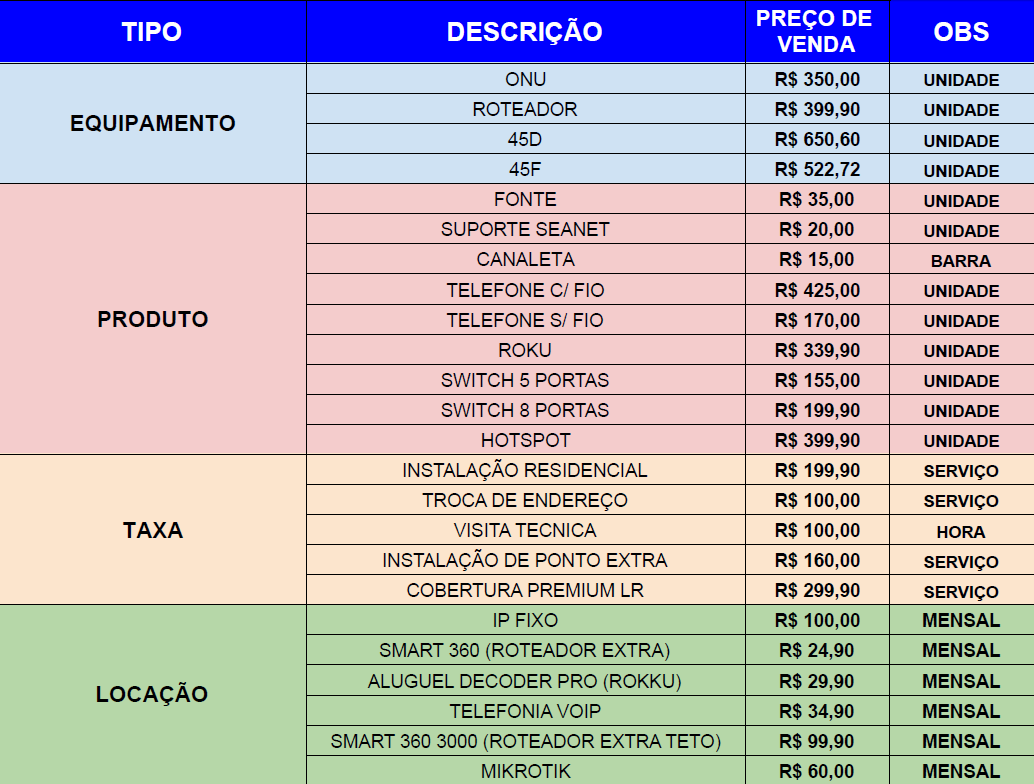 TIPO DESCRIÇÃO PREÇO DE VENDA OBS
EQUIPAMENTO
ONU R$ 350,00 UNIDADE
ROTEADOR R$ 399,90 UNIDADE
45D R$ 650,60 UNIDADE
45F R$ 522,72 UNIDADE
PRODUTO
FONTE R$ 35,00 UNIDADE
SUPORTE SEANET R$ 20,00 UNIDADE
CANALETA R$ 15,00 BARRA
TELEFONE C/ FIO R$ 425,00 UNIDADE
TELEFONE S/ FIO R$ 170,00 UNIDADE
ROKU R$ 339,90 UNIDADE
SWITCH 5 PORTAS R$ 155,00 UNIDADE
SWITCH 8 PORTAS R$ 199,90 UNIDADE
HOTSPOT R$ 399,90 UNIDADE
TAXA
INSTALAÇÃO RESIDENCIAL R$ 199,90 SERVIÇO
TROCA DE ENDEREÇO R$ 100,00 SERVIÇO
VISITA TECNICA R$ 100,00 HORA
INSTALAÇÃO DE PONTO EXTRA R$ 160,00 SERVIÇO
COBERTURA PREMIUM LR R$ 299,90 SERVIÇO
LOCAÇÃO
IP FIXO R$ 100,00 MENSAL
SMART 360 (ROTEADOR EXTRA) R$ 24,90 MENSAL
ALUGUEL DECODER PRO (ROKKU) R$ 29,90 MENSAL
TELEFONIA VOIP R$ 34,90 MENSAL
SMART 360 3000 (ROTEADOR EXTRA TETO) R$ 99,90 MENSAL
MIKROTIK R$ 60,00 MENSAL